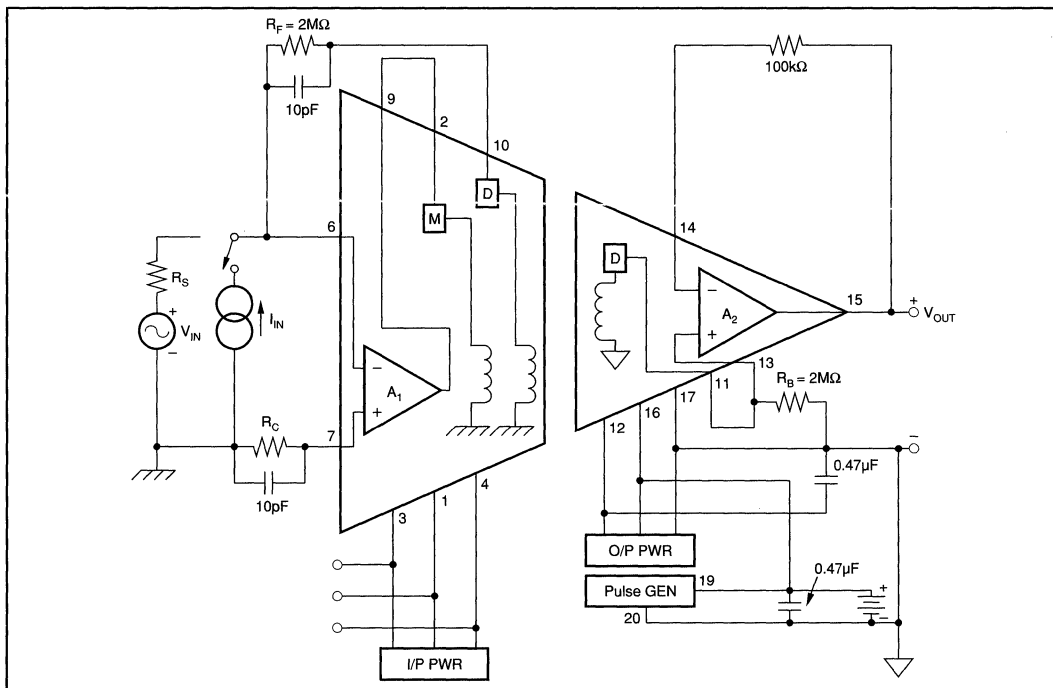 R_F = 2MΩ
10pF
9
2
10
D
M
6
R_S
V_IN
+
−
I_IN
−
A_1
+
R_C
7
10pF
3
1
4
I/P PWR
100kΩ
14
D
−
A_2
+
15
+
V_OUT
13
11
R_B = 2MΩ
17
16
12
−
0.47µF
O/P PWR
Pulse GEN
19
20
0.47µF
+
−